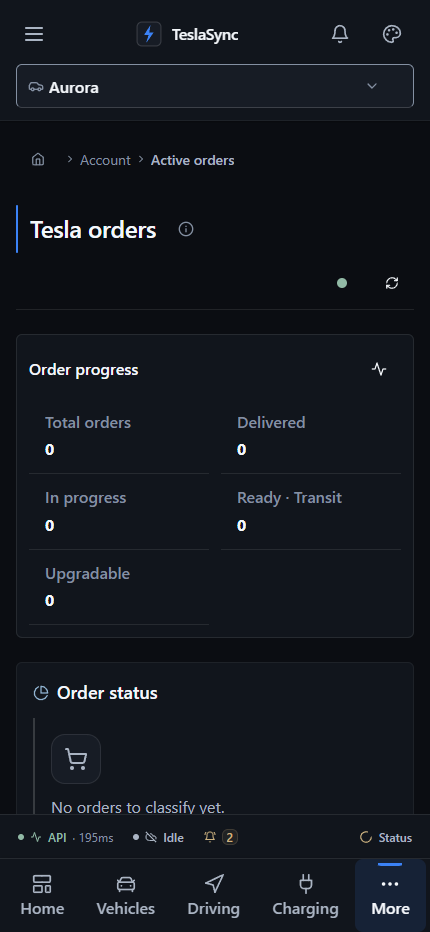 TeslaSync
Aurora
Account > Active orders
Tesla orders
Order progress
Total orders
Delivered
0
0
In progress
Ready · Transit
0
0
Upgradable
0
Order status
No orders to classify yet.
API · 195ms
Idle
2
Status
Home
Vehicles
Driving
Charging
More